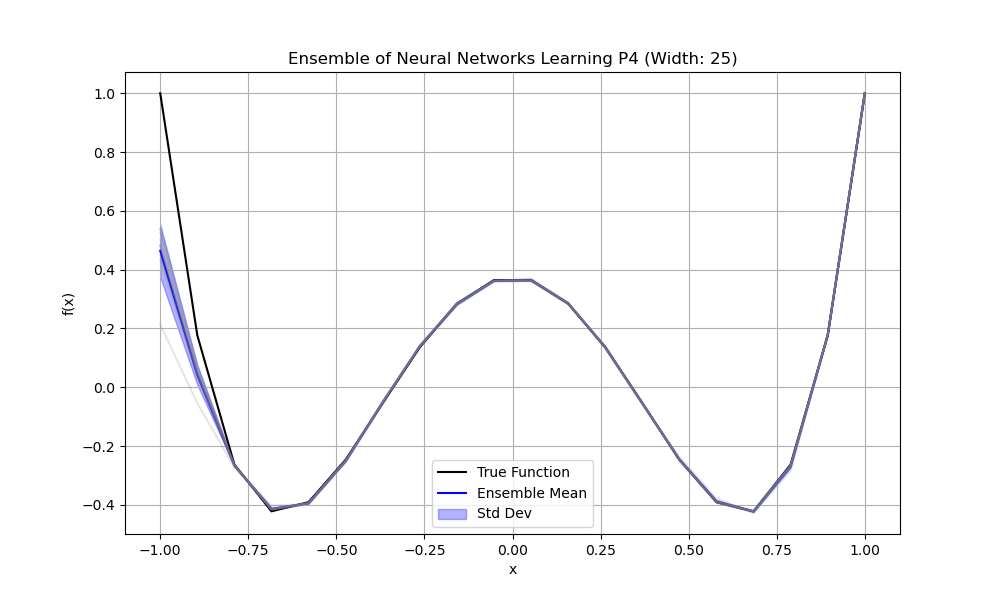 Ensemble of Neural Networks Learning P4 (Width: 25)
1.0
0.8
0.6
0.4
0.2
0.0
−0.2
−0.4
f(x)
True Function
Ensemble Mean
Std Dev
−1.00 −0.75 −0.50 −0.25 0.00 0.25 0.50 0.75 1.00
x